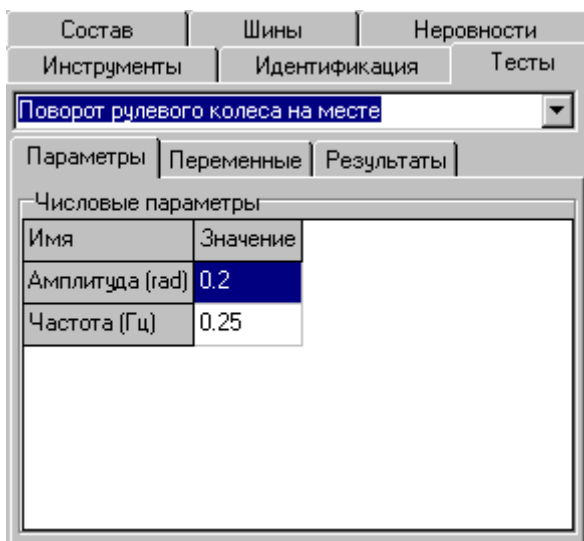 Состав Шины Неровности
Инструменты Идентификация Тесты
Поворот рулевого колеса на месте
Параметры Переменные Результаты
Числовые параметры
Имя Значение
Амплитуда (rad) 0.2
Частота (Гц) 0.25